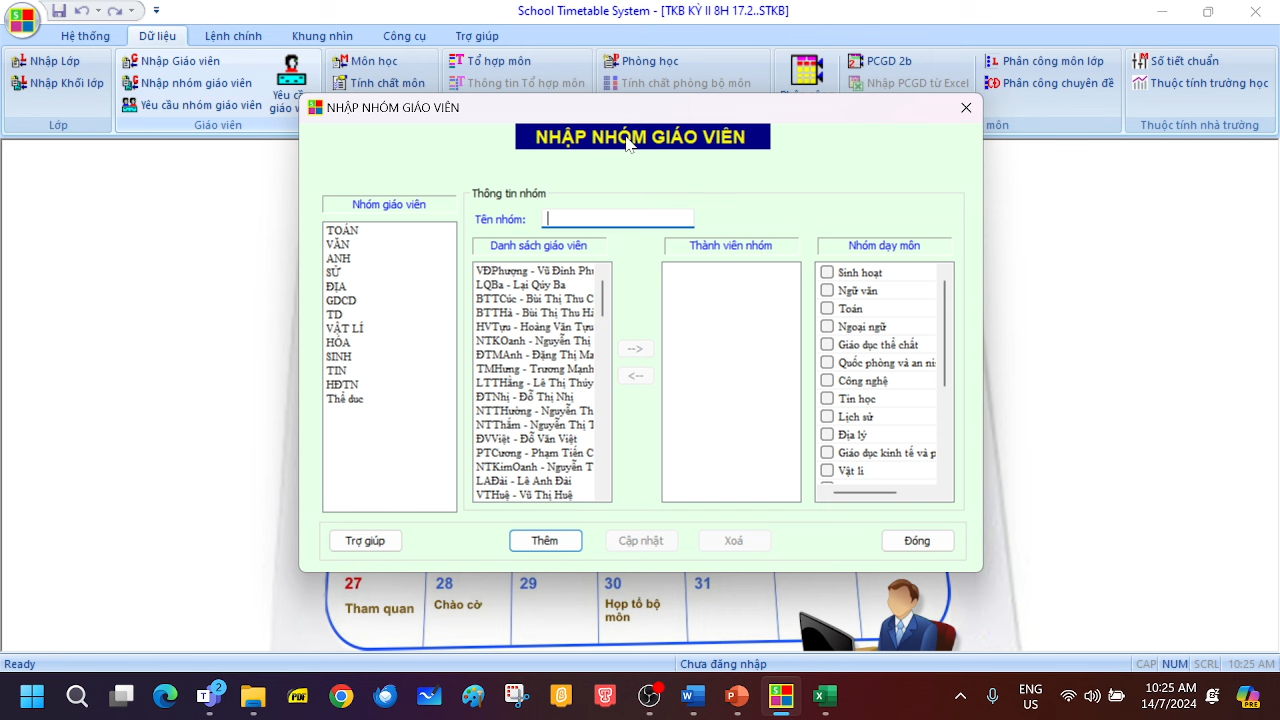 School Timetable System - [TKB KỲ II 8H 17.2..STKB]
Hệ thống Dữ liệu Lệnh chính Khung nhìn Công cụ Trợ giúp
Nhập Lớp Nhập Giáo viên Môn học Tổ hợp môn Phòng học PCGD 2b Phân công môn lớp Số tiết chuẩn
Nhập Khối lớp Nhập nhóm giáo viên Tính chất môn Thông tin Tổ hợp môn Tính chất phòng bộ môn Nhập PCGD từ Excel Phân công chuyên đề Thuộc tính trường học
Yêu cầu nhóm giáo viên
Lớp Giáo viên môn Thuộc tính nhà trường
NHẬP NHÓM GIÁO VIÊN
NHẬP NHÓM GIÁO VIÊN
Thông tin nhóm
Nhóm giáo viên
Tên nhóm:
Danh sách giáo viên Thành viên nhóm Nhóm dạy môn
TOÁN
VĂN
ANH
SỬ
ĐỊA
GDCD
TD
VẬT LÍ
HÓA
SINH
TIN
HĐTN
Thể duc
VĐPhượng - Vũ Đình Phư
LQBa - Lại Qúy Ba
BTTCúc - Bùi Thị Thu C
BTTHà - Bùi Thị Thu Hà
HVTựu - Hoàng Văn Tựu
NTKOanh - Nguyễn Thị
ĐTMAnh - Đặng Thị Ma
TMHưng - Trương Mạnh
LTTHằng - Lê Thị Thúy
ĐTNhị - Đỗ Thị Nhị
NTTHường - Nguyễn Th
NTThắm - Nguyễn Thị T
ĐVViệt - Đỗ Văn Việt
PTCương - Phạm Tiến C
NTKimOanh - Nguyễn T
LAĐài - Lê Anh Đài
VTHuệ - Vũ Thị Huệ
-->
<--
Sinh hoạt
Ngữ văn
Toán
Ngoại ngữ
Giáo dục thể chất
Quốc phòng và an ni
Công nghệ
Tin học
Lịch sử
Địa lý
Giáo dục kinh tế và p
Vật lí
Trợ giúp Thêm Cập nhật Xoá Đóng
27 28 29 30 31
Tham quan Chào cờ Họp tổ bộ
môn
Ready Chưa đăng nhập CAP NUM SCRL 10:25 AM
ENG
US
10:25 AM
14/7/2024